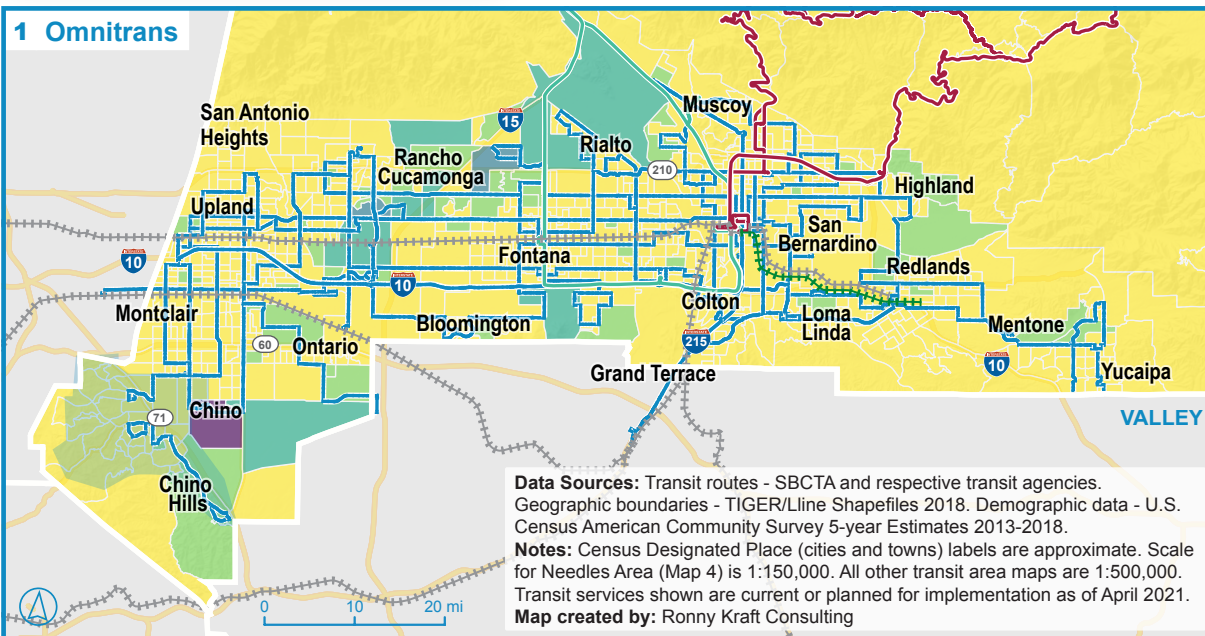 1 Omnitrans
San Antonio
Heights
15
Muscoy
Rancho
Cucamonga
Rialto
210
Highland
Upland
San
Bernardino
10
Fontana
Redlands
10
Montclair
Bloomington
Colton
Loma
Linda
Mentone
60
Ontario
215
10
Grand Terrace
Yucaipa
71
Chino
VALLEY
Chino
Hills
Data Sources: Transit routes - SBCTA and respective transit agencies.
Geographic boundaries - TIGER/Lline Shapefiles 2018. Demographic data - U.S.
Census American Community Survey 5-year Estimates 2013-2018.
Notes: Census Designated Place (cities and towns) labels are approximate. Scale
for Needles Area (Map 4) is 1:150,000. All other transit area maps are 1:500,000.
Transit services shown are current or planned for implementation as of April 2021.
Map created by: Ronny Kraft Consulting
0 10 20 mi